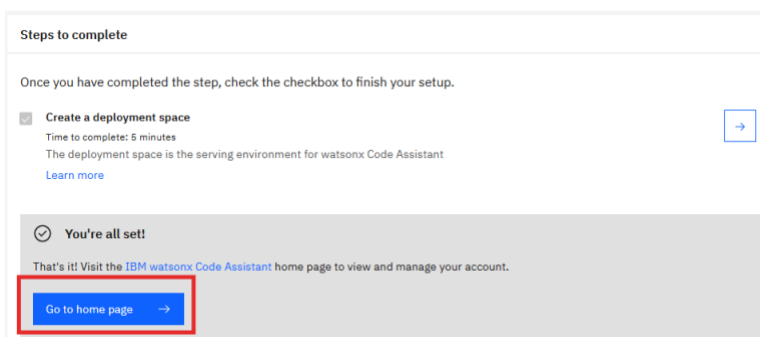 Steps to complete
Once you have completed the step, check the checkbox to finish your setup.
Create a deployment space
Time to complete: 5 minutes
The deployment space is the serving environment for watsonx Code Assistant
Learn more
You're all set!
That's it! Visit the IBM watsonx Code Assistant home page to view and manage your account.
Go to home page